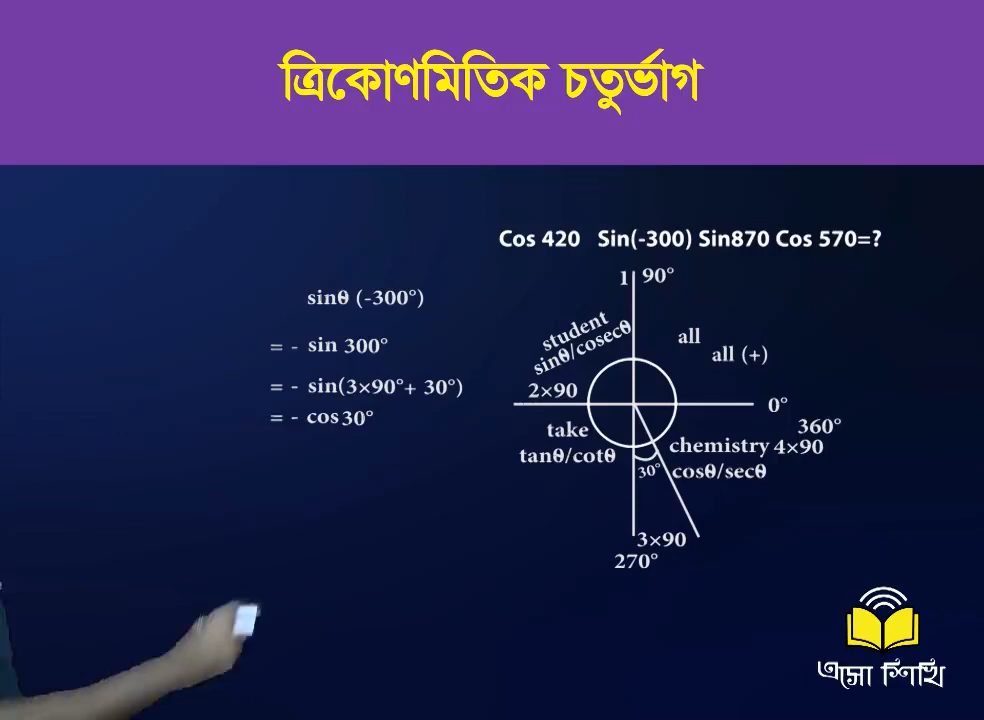 ত্রিকোণমিতিক চতুর্ভাগ
Cos 420 Sin(-300) Sin870 Cos 570=?
sinθ (-300°)
= - sin 300°
= - sin(3×90°+ 30°)
= - cos 30°
1 90°
student
sinθ/cosecθ
all
all (+)
2×90
0°
360°
take
tanθ/cotθ
chemistry 4×90
cosθ/secθ
30°
3×90
270°
এসো শিখি